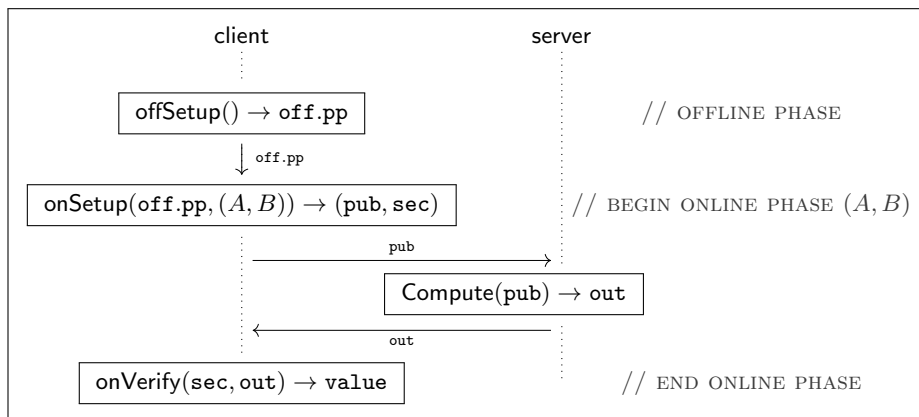 client server
offSetup() → off.pp // OFFLINE PHASE
off.pp
onSetup(off.pp, (A, B)) → (pub, sec) // BEGIN ONLINE PHASE (A, B)
pub
Compute(pub) → out
out
onVerify(sec, out) → value // END ONLINE PHASE